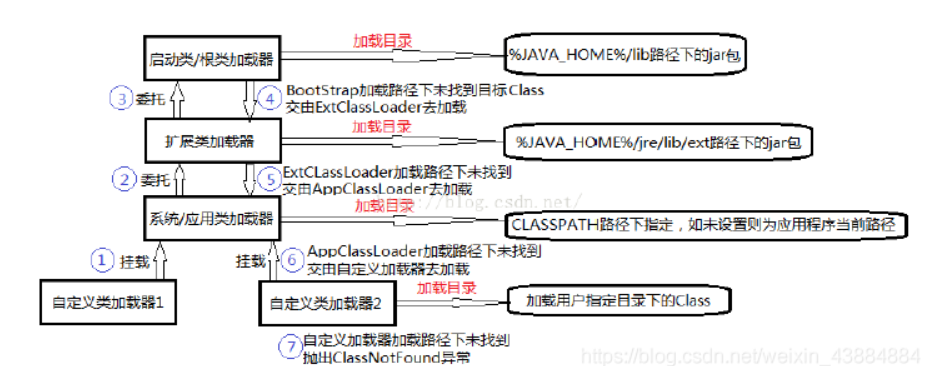 加载目录
启动类/根类加载器
%JAVA_HOME%/lib路径下的jar包
③ 委托
④ BootStrap加载路径下未找到目标Class
交由ExtClassLoader去加载
加载目录
扩展类加载器
%JAVA_HOME%/jre/lib/ext路径下的jar包
② 委托
⑤ ExtCLassLoader加载路径下未找到
交由AppClassLoader去加载
http://blog.csdn.net/
加载目录
系统/应用类加载器
CLASSPATH路径下指定，如未设置则为应用程序当前路径
① 挂载
挂载
⑥ AppClassLoader加载路径下未找到
交由自定义加载器去加载
加载目录
自定义类加载器1
自定义类加载器2
加载用户指定目录下的Class
⑦ 自定义加载器加载路径下未找到
抛出ClassNotFound异常
https://blog.csdn.net/weixin_43884884